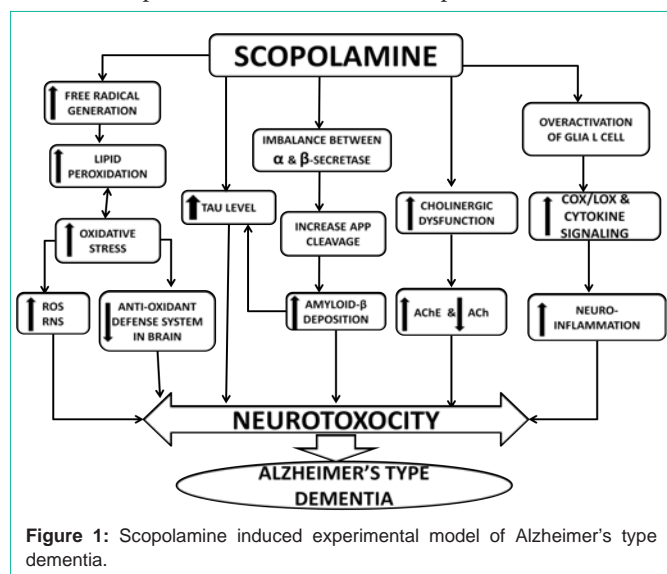 SCOPOLAMINE
FREE RADICAL
GENERATION
LIPID
PEROXIDATION
OXIDATIVE
STRESS
ROS
RNS
ANTI-OXIDANT
DEFENSE SYSTEM
IN BRAIN
TAU LEVEL
IMBALANCE BETWEEN
α & β-SECRETASE
INCREASE APP
CLEAVAGE
AMYLOID-β
DEPOSITION
CHOLINERGIC
DYSFUNCTION
AChE & ACh
OVERACTIVATION
OF GLIA L CELL
COX/LOX &
CYTOKINE
SIGNALING
NEURO-
INFLAMMATION
NEUROTOXOCITY
ALZHEIMER'S TYPE
DEMENTIA
Figure 1: Scopolamine induced experimental model of Alzheimer's type
dementia.